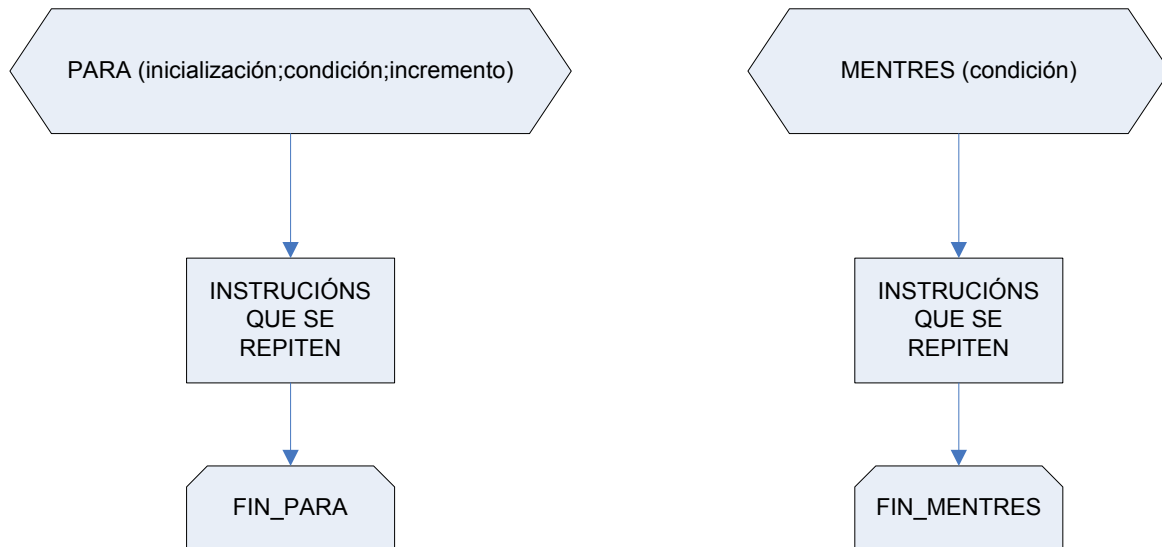 PARA (inicialización;condición;incremento)
INSTRUCIÓNS
QUE SE
REPITEN
FIN_PARA
MENTRES (condición)
INSTRUCIÓNS
QUE SE
REPITEN
FIN_MENTRES